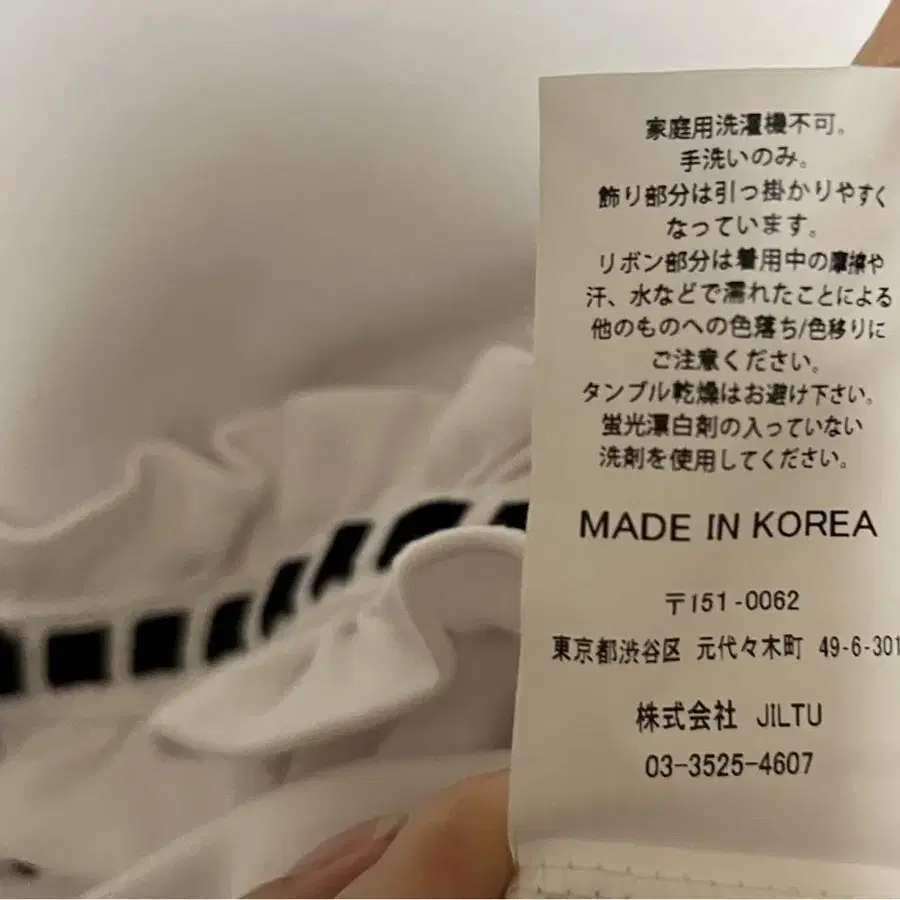 家庭用洗濯機不可。
手洗いのみ。
飾り部分は引っ掛かりやすく
なっています。
リボン部分は着用中の摩擦や
汗、水などで濡れたことによる
他のものへの色落ち/色移りに
ご注意ください。
タンブル乾燥はお避け下さい。
蛍光漂白剤の入っていない
洗剤を使用してください。
MADE IN KOREA
〒151-0062
東京都渋谷区 元代々木町 49-6-301
株式会社 JILTU
03-3525-4607